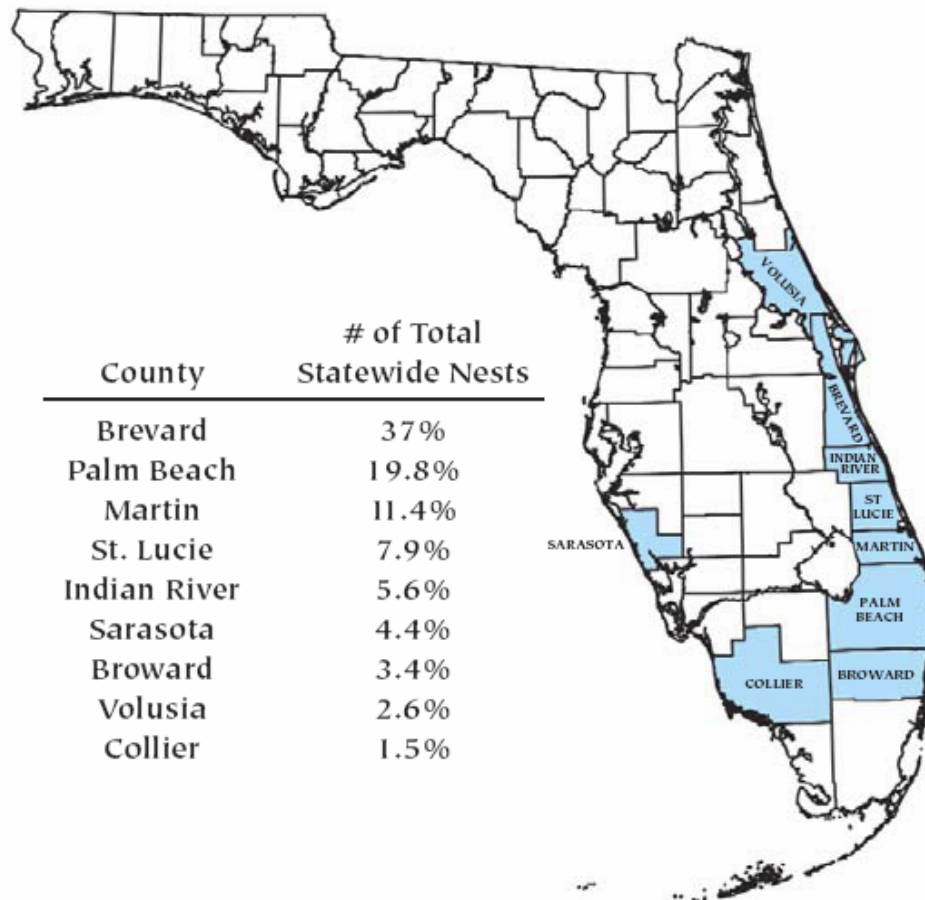 # of Total
County Statewide Nests
Brevard 37%
Palm Beach 19.8%
Martin 11.4%
St. Lucie 7.9%
Indian River 5.6%
Sarasota 4.4%
Broward 3.4%
Volusia 2.6%
Collier 1.5%
VOLUSIA
BREVARD
INDIAN
RIVER
ST
LUCIE
SARASOTA
MARTIN
PALM
BEACH
COLLIER
BROWARD